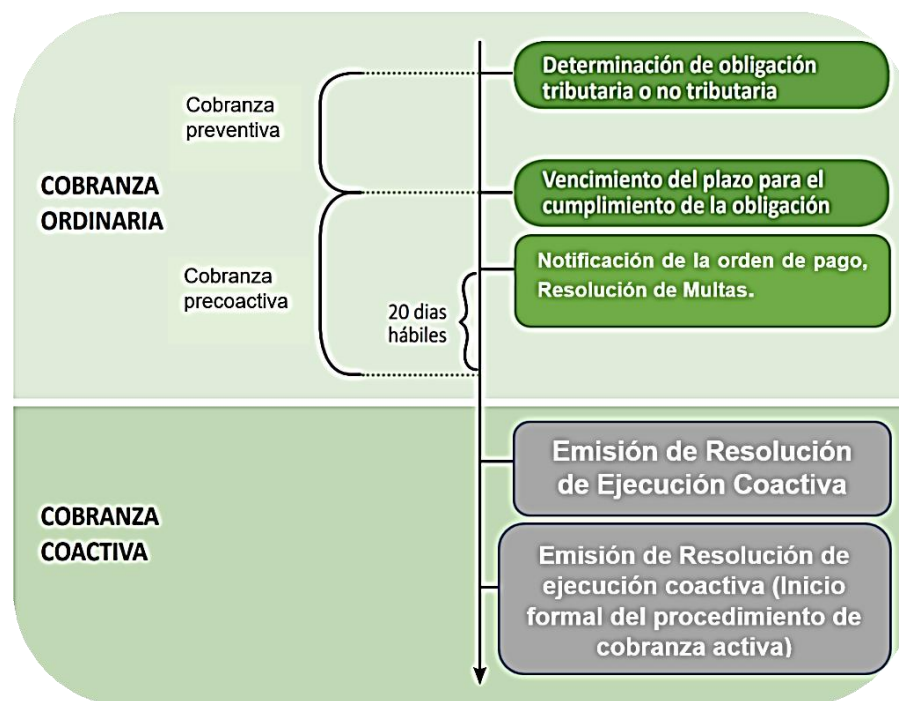 Determinación de obligación
tributaria o no tributaria
Cobranza
preventiva
COBRANZA
ORDINARIA
Vencimiento del plazo para el
cumplimiento de la obligación
Notificación de la orden de pago,
Resolución de Multas.
Cobranza
precoactiva
20 dias
hábiles
Emisión de Resolución
de Ejecución Coactiva
COBRANZA
COACTIVA
Emisión de Resolución de
ejecución coactiva (Inicio
formal del procedimiento de
cobranza activa)